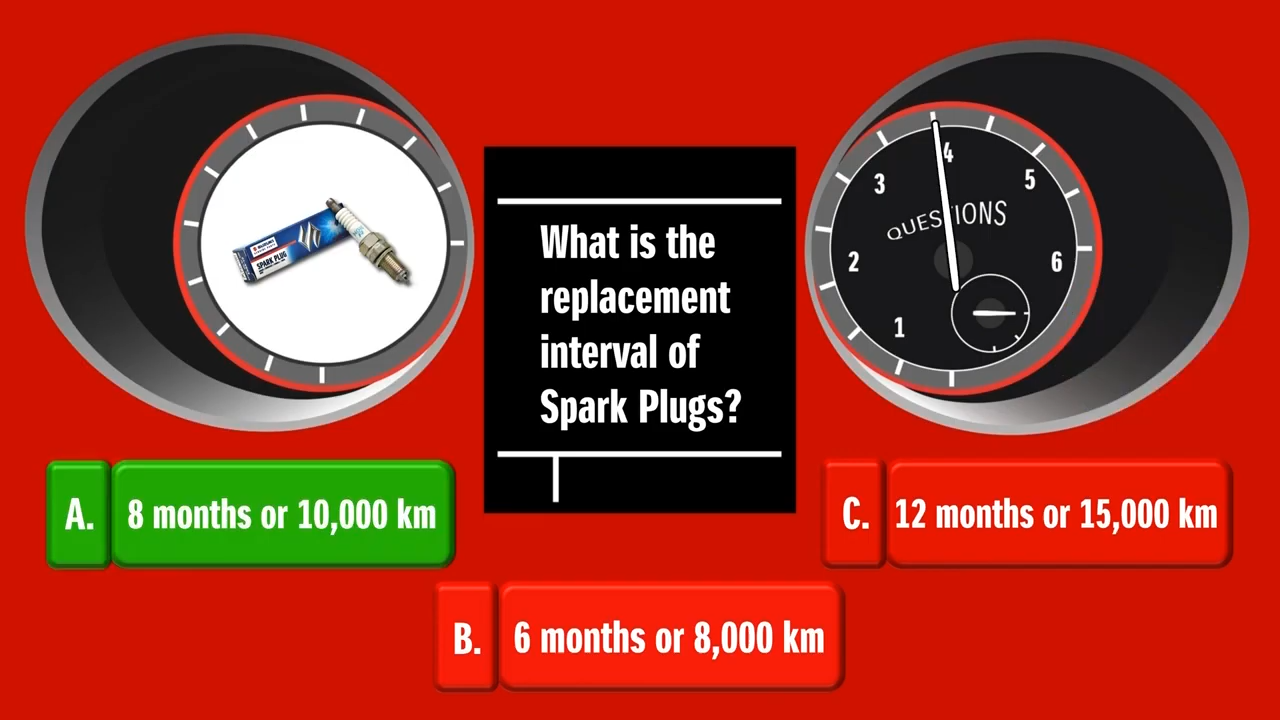 SUZUKI
SPARK PLUG
What is the
replacement
interval of
Spark Plugs?
QUESTIONS
1
2
3
4
5
6
A. 8 months or 10,000 km
C. 12 months or 15,000 km
B. 6 months or 8,000 km